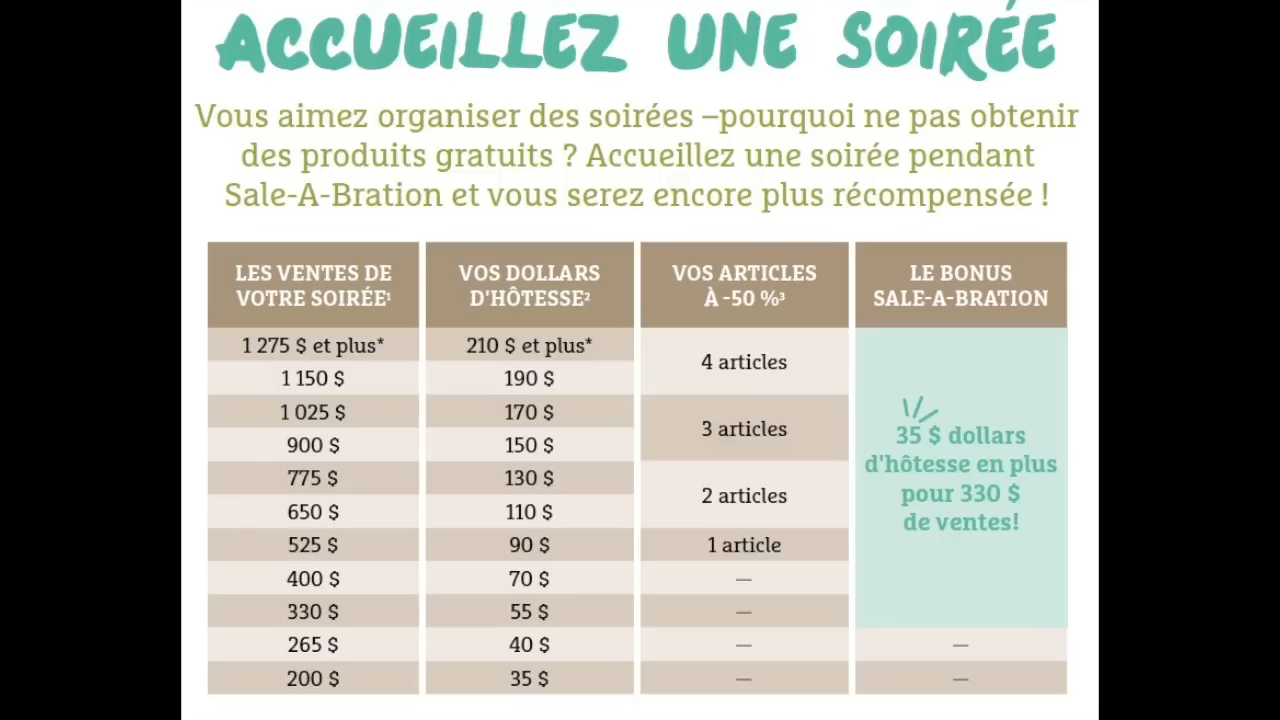 ACCUEILLEZ UNE SOIRÉE
Vous aimez organiser des soirées –pourquoi ne pas obtenir
des produits gratuits ? Accueillez une soirée pendant
Sale-A-Bration et vous serez encore plus récompensée !
LES VENTES DE VOTRE SOIRÉE¹ VOS DOLLARS D'HÔTESSE² VOS ARTICLES À -50 %³ LE BONUS SALE-A-BRATION
1 275 $ et plus* 210 $ et plus* 4 articles
1 150 $ 190 $
1 025 $ 170 $ 3 articles
900 $ 150 $
775 $ 130 $ 2 articles
650 $ 110 $
525 $ 90 $ 1 article
400 $ 70 $ —
330 $ 55 $ —
35 $ dollars
d'hôtesse en plus
pour 330 $
de ventes!
265 $ 40 $ — —
200 $ 35 $ — —